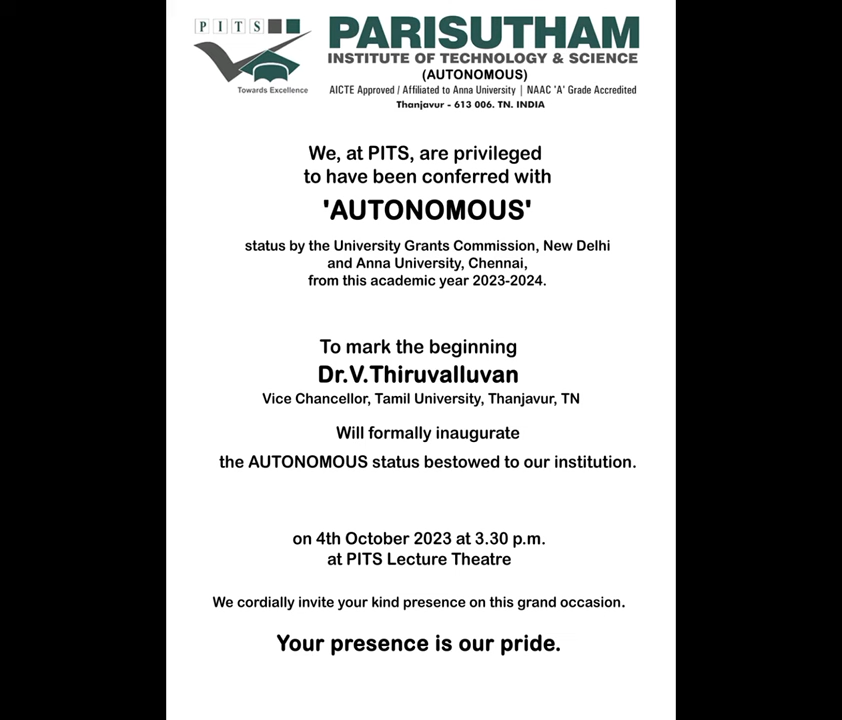 PITS
PARISUTHAM
INSTITUTE OF TECHNOLOGY & SCIENCE
(AUTONOMOUS)
Towards Excellence
AICTE Approved / Affiliated to Anna University | NAAC 'A' Grade Accredited
Thanjavur - 613 006. TN. INDIA
We, at PITS, are privileged
to have been conferred with
'AUTONOMOUS'
status by the University Grants Commission, New Delhi
and Anna University, Chennai,
from this academic year 2023-2024.
To mark the beginning
Dr.V.Thiruvalluvan
Vice Chancellor, Tamil University, Thanjavur, TN
Will formally inaugurate
the AUTONOMOUS status bestowed to our institution.
on 4th October 2023 at 3.30 p.m.
at PITS Lecture Theatre
We cordially invite your kind presence on this grand occasion.
Your presence is our pride.